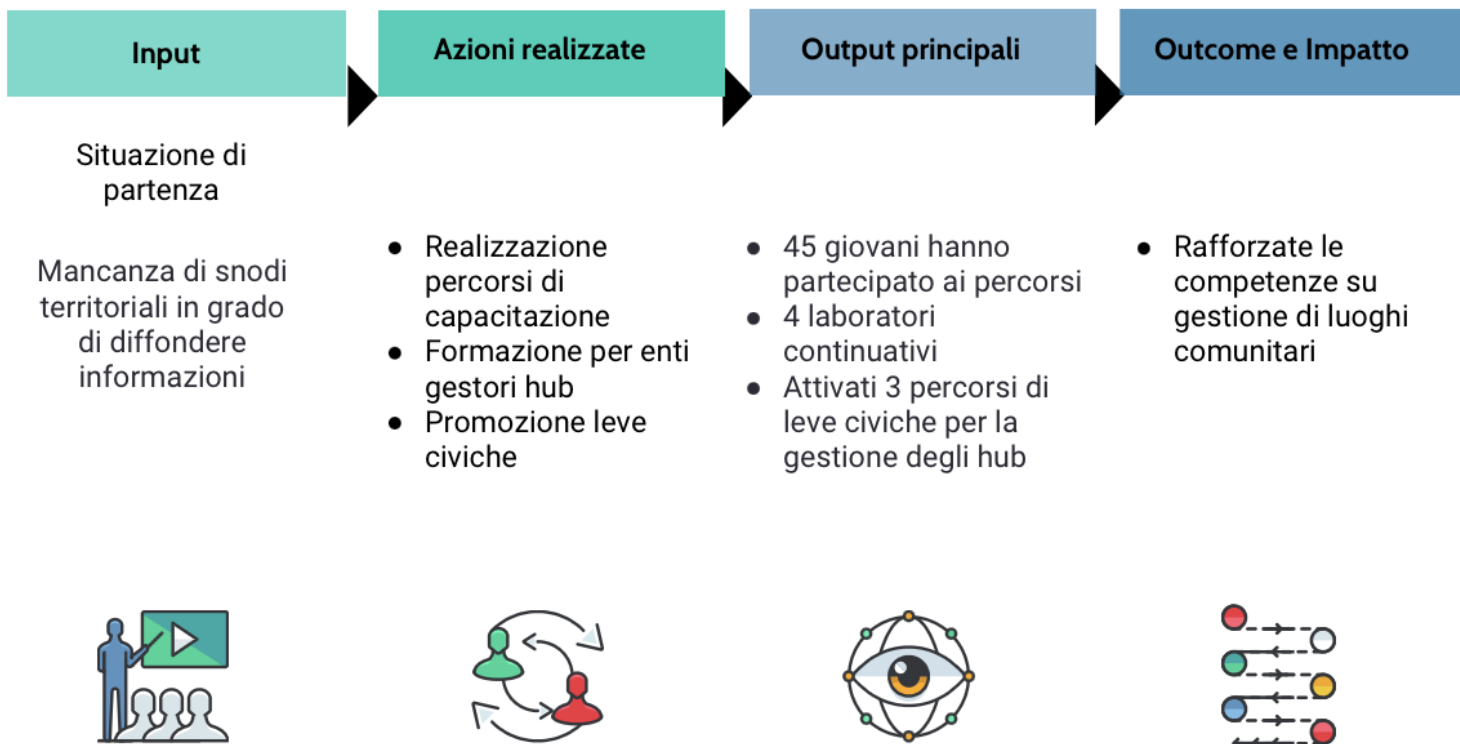 Input
Situazione di
partenza
Mancanza di snodi
territoriali in grado
di diffondere
informazioni
Azioni realizzate
● Realizzazione
percorsi di
capacitazione
● Formazione per enti
gestori hub
● Promozione leve
civiche
Output principali
● 45 giovani hanno
partecipato ai percorsi
● 4 laboratori
continuativi
● Attivati 3 percorsi di
leve civiche per la
gestione degli hub
Outcome e Impatto
● Rafforzate le
competenze su
gestione di luoghi
comunitari